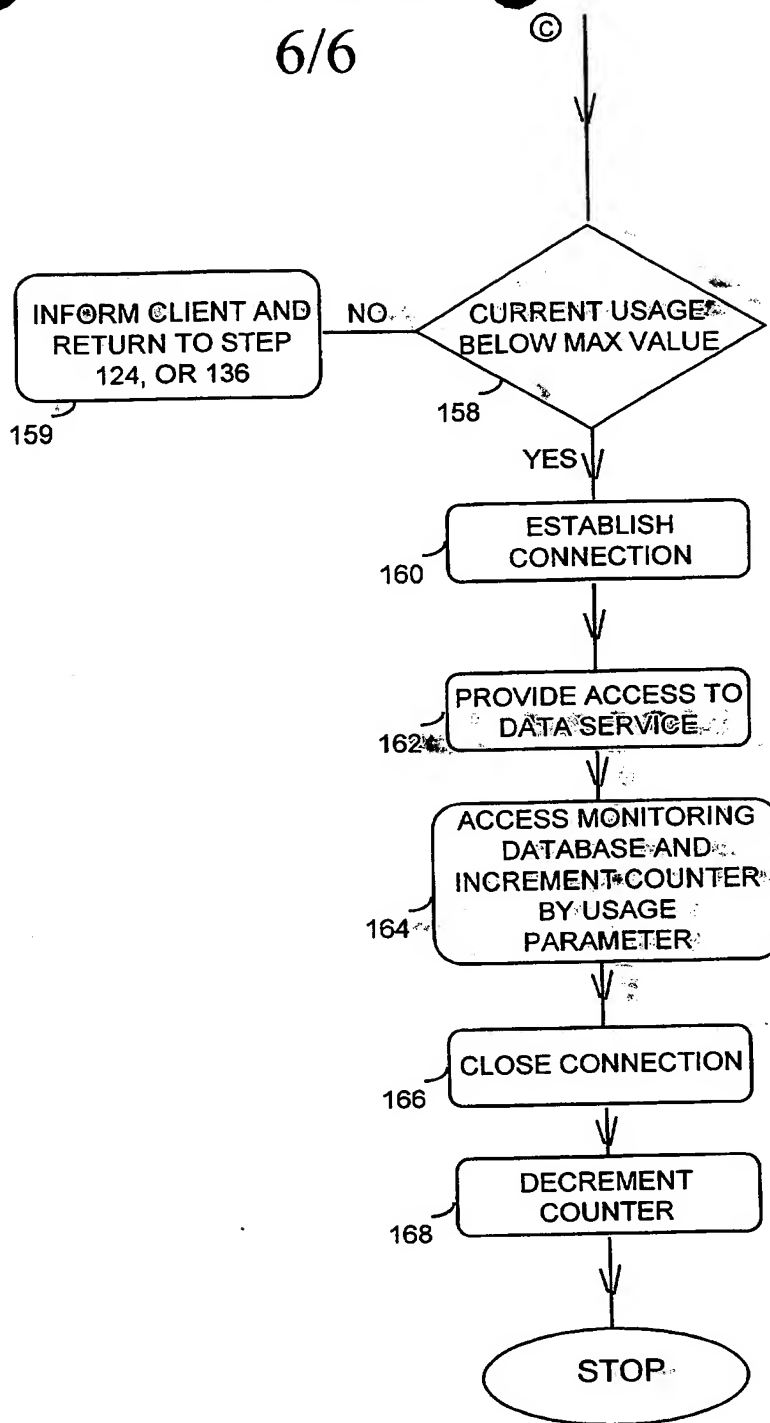 6/6
©
CURRENT USAGE
BELOW MAX VALUE
158
NO
INFORM CLIENT AND
RETURN TO STEP
124, OR 136
159
YES
ESTABLISH
CONNECTION
160
PROVIDE ACCESS TO
DATA SERVICE
162
ACCESS MONITORING
DATABASE AND
INCREMENT COUNTER
BY USAGE
PARAMETER
164
CLOSE CONNECTION
166
DECREMENT
COUNTER
168
STOP